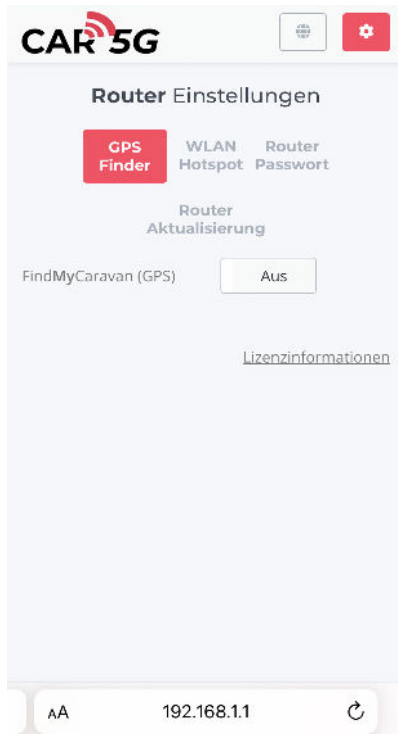 CAR 5G
Router Einstellungen
GPS
Finder
WLAN
Hotspot
Router
Passwort
Router
Aktualisierung
FindMyCaravan (GPS)
Aus
Lizenzinformationen
AA
192.168.1.1